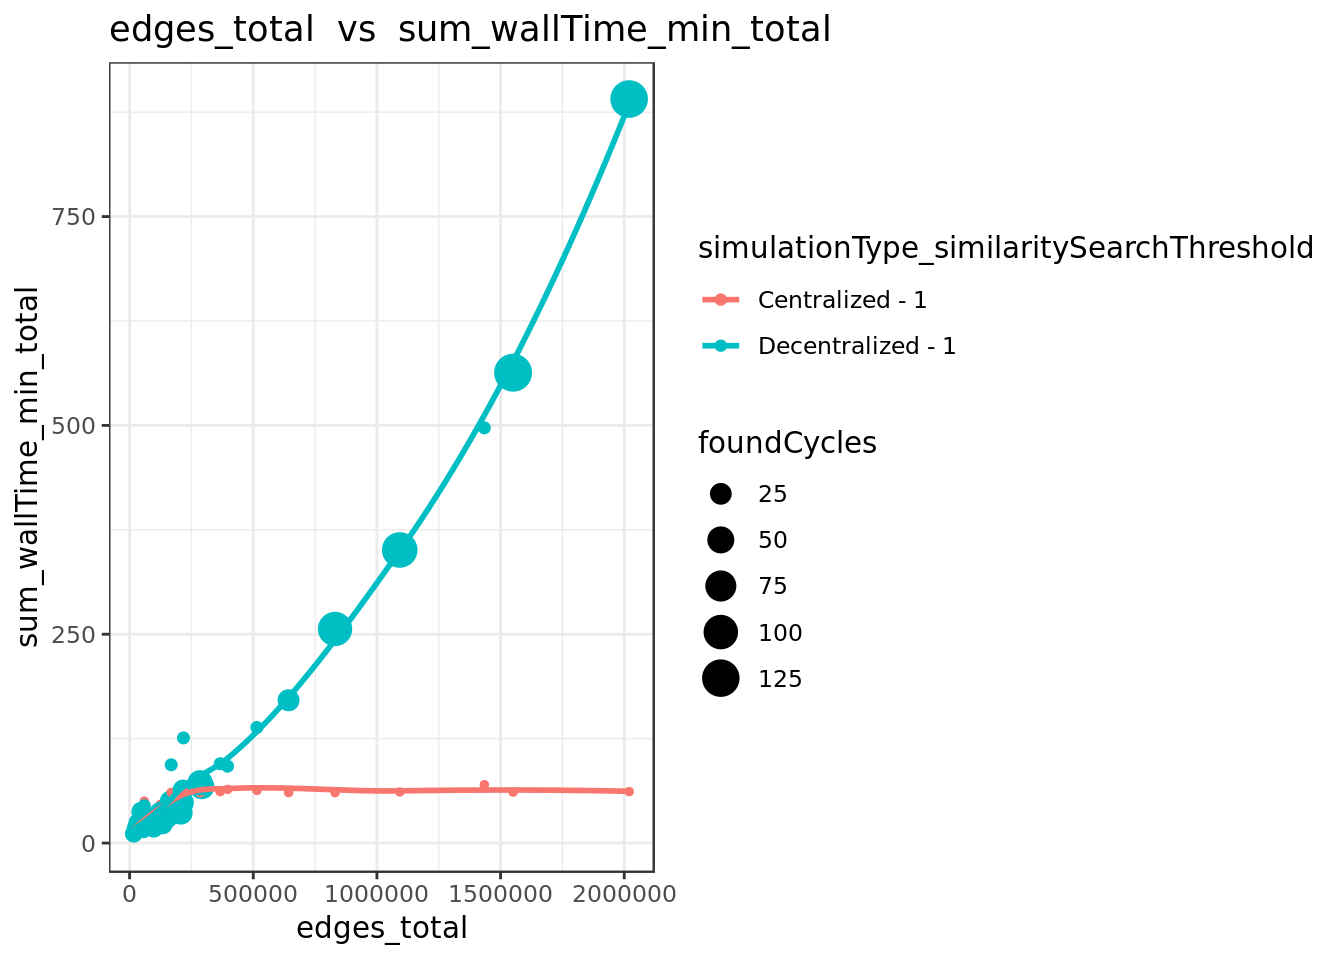 edges_total  vs  sum_wallTime_min_total
sum_wallTime_min_total
750
500
250
0
0
500000
1000000
1500000
2000000
edges_total
simulationType_similaritySearchThreshold
Centralized - 1
Decentralized - 1
foundCycles
25
50
75
100
125